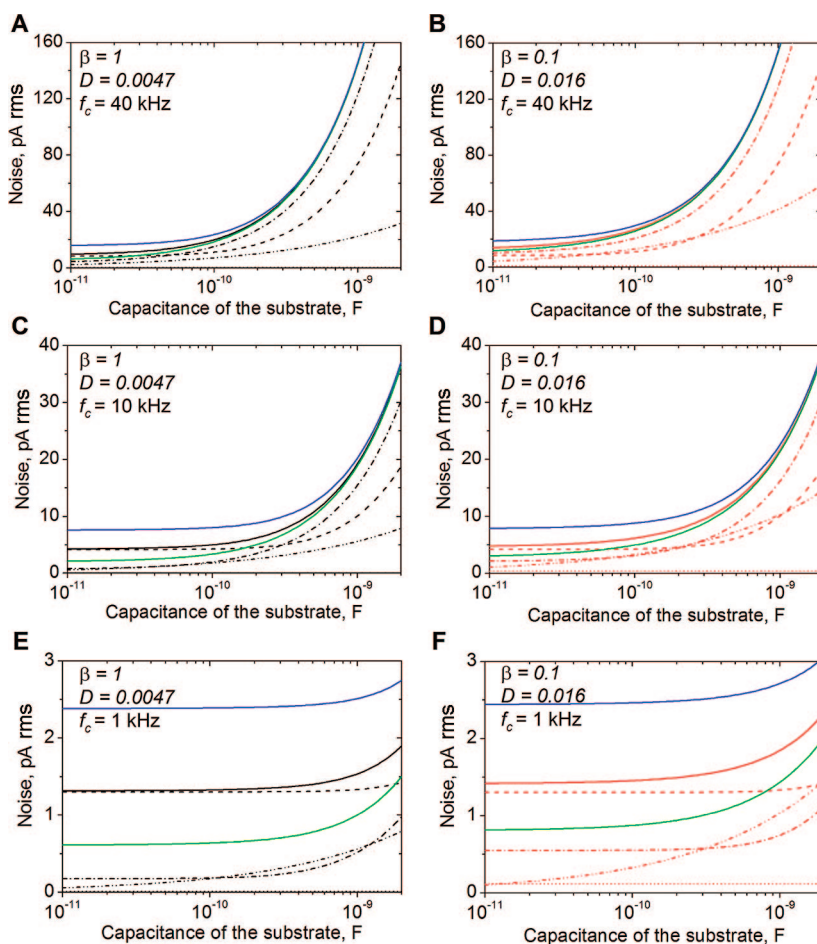 A
B
160
120
80
40
0
β = 1
D = 0.0047
f_c = 40 kHz
Noise, pA rms
10⁻¹¹
10⁻¹⁰
10⁻⁹
Capacitance of the substrate, F
160
120
80
40
0
β = 0.1
D = 0.016
f_c = 40 kHz
Noise, pA rms
10⁻¹¹
10⁻¹⁰
10⁻⁹
Capacitance of the substrate, F
C
D
40
30
20
10
0
β = 1
D = 0.0047
f_c = 10 kHz
Noise, pA rms
10⁻¹¹
10⁻¹⁰
10⁻⁹
Capacitance of the substrate, F
40
30
20
10
0
β = 0.1
D = 0.016
f_c = 10 kHz
Noise, pA rms
10⁻¹¹
10⁻¹⁰
10⁻⁹
Capacitance of the substrate, F
E
F
3
2
1
0
β = 1
D = 0.0047
f_c = 1 kHz
Noise, pA rms
10⁻¹¹
10⁻¹⁰
10⁻⁹
Capacitance of the substrate, F
3
2
1
0
β = 0.1
D = 0.016
f_c = 1 kHz
Noise, pA rms
10⁻¹¹
10⁻¹⁰
10⁻⁹
Capacitance of the substrate, F